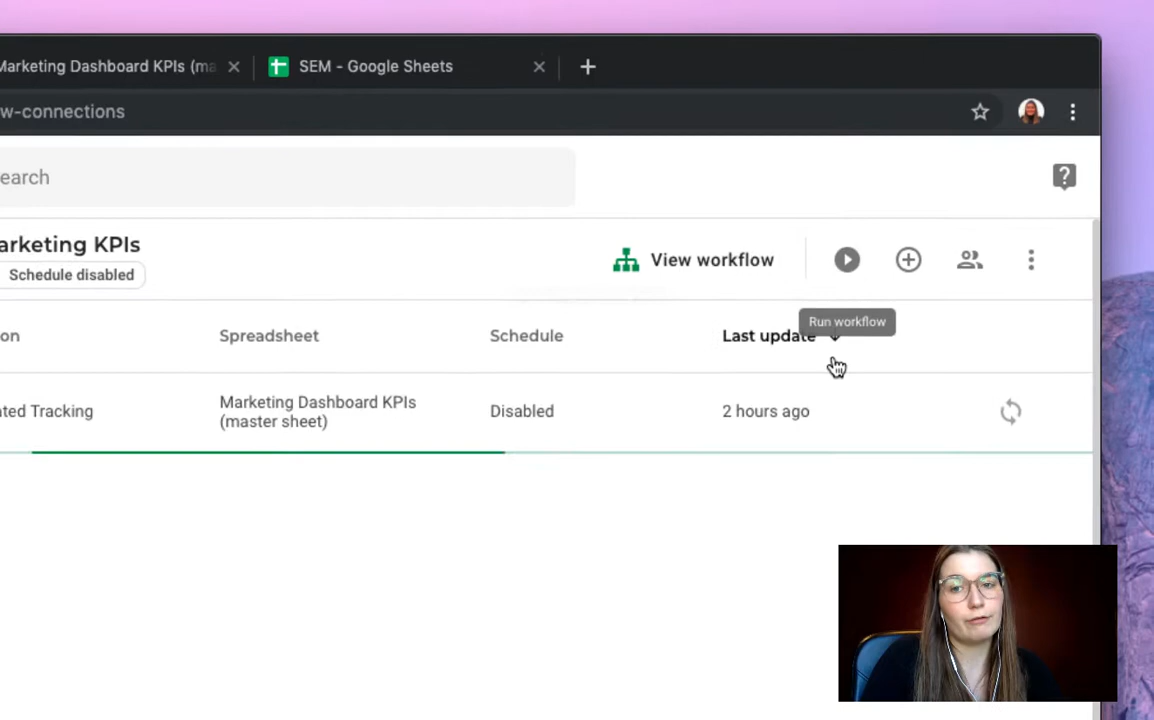 Marketing Dashboard KPIs (ma
SEM - Google Sheets
w-connections
earch
arketing KPIs
View workflow
Schedule disabled
Run workflow
on
Spreadsheet
Schedule
Last update
ated Tracking
Marketing Dashboard KPIs
(master sheet)
Disabled
2 hours ago